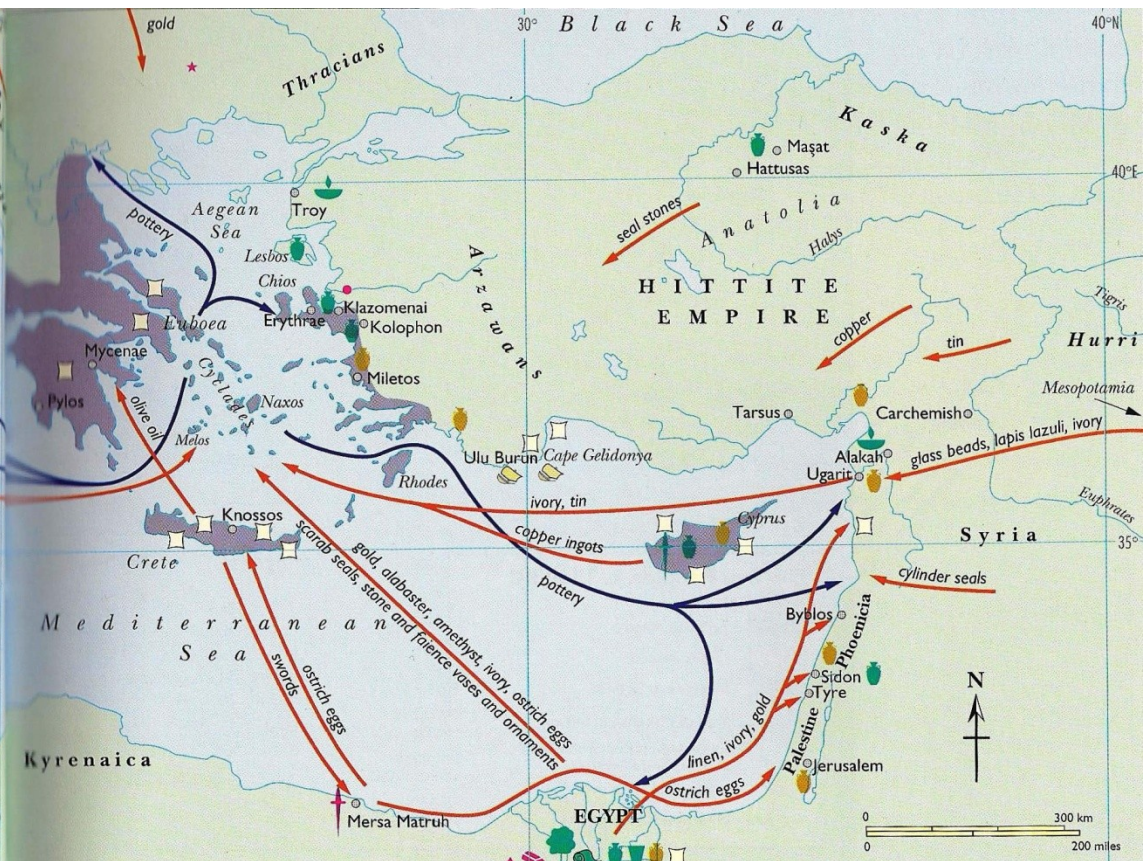 gold
30°
Black Sea
40°N
Thracians
Kaska
Maşat
Hattusas
40°E
pottery
Aegean
Sea
Troy
seal stones
Anatolia
Halys
Lesbos
Chios
Arzawans
HITTITE
EMPIRE
Tigris
Klazomenai
Erythrae
Kolophon
Euboea
copper
tin
Hurri
Mycenae
Miletos
Mesopotamia
Pylos
Cyclades
Naxos
Tarsus
Carchemish
olive oil
Melos
Ulu Burun
Cape Gelidonya
Alakah
glass beads, lapis lazuli, ivory
Ugarit
Rhodes
ivory, tin
Euphrates
Knossos
copper ingots
Cyprus
Syria
Crete
35°
pottery
cylinder seals
gold, alabaster, amethyst, ivory, ostrich eggs
scarab seals, stone and faience vases and ornaments
Mediterranean
Sea
Byblos
Phoenicia
swords
ostrich eggs
Sidon
Tyre
N
linen, ivory, gold
Palestine
Kyrenaica
Jerusalem
ostrich eggs
Mersa Matruh
EGYPT
0 300 km
0 200 miles